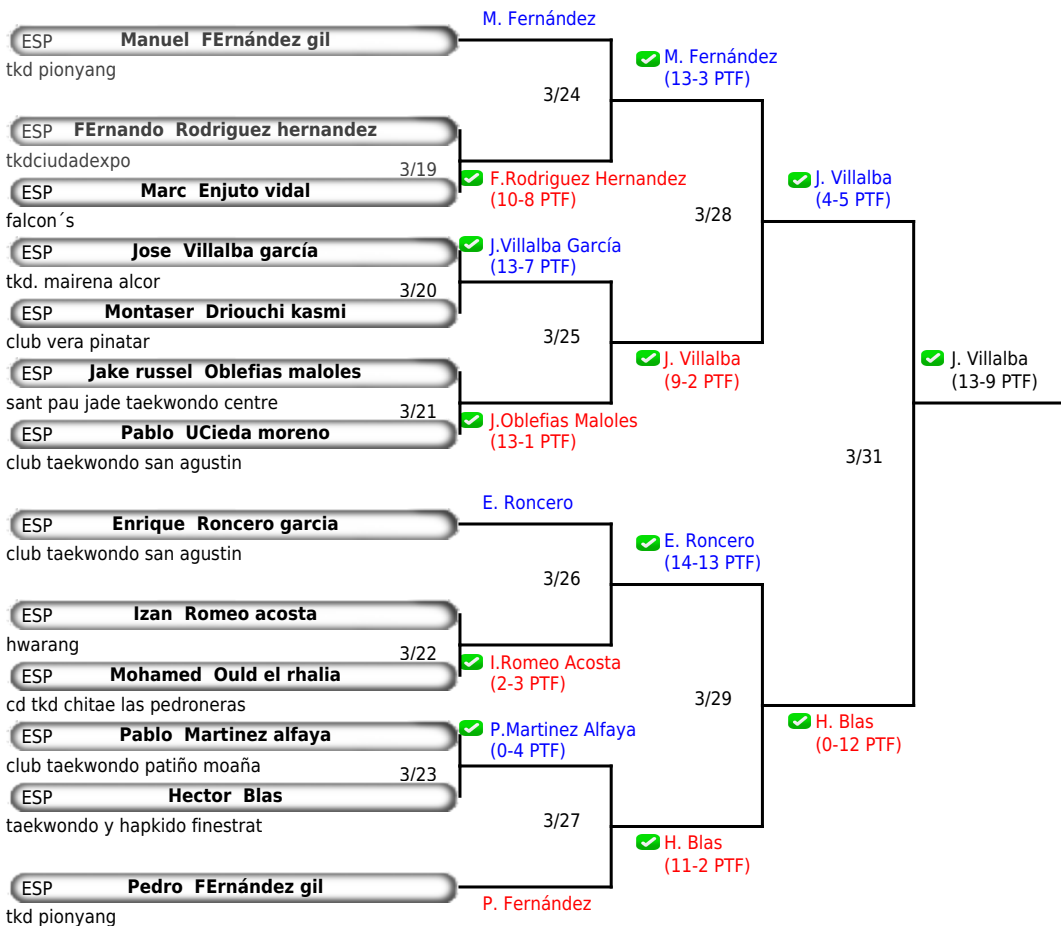 M. Fernández
ESP Manuel FErnández gil
tkd pionyang
M. Fernández
(13-3 PTF)
3/24
ESP FErnando Rodriguez hernandez
tkdciudadexpo
3/19
F.Rodriguez Hernandez
(10-8 PTF)
J. Villalba
(4-5 PTF)
ESP Marc Enjuto vidal
falcon´s
3/28
ESP Jose Villalba garcía
J.Villalba García
(13-7 PTF)
tkd. mairena alcor
3/20
ESP Montaser Driouchi kasmi
club vera pinatar
3/25
J. Villalba
(9-2 PTF)
J. Villalba
(13-9 PTF)
ESP Jake russel Oblefias maloles
sant pau jade taekwondo centre
3/21
J.Oblefias Maloles
(13-1 PTF)
ESP Pablo UCieda moreno
club taekwondo san agustin
3/31
E. Roncero
ESP Enrique Roncero garcia
club taekwondo san agustin
E. Roncero
(14-13 PTF)
3/26
ESP Izan Romeo acosta
hwarang
3/22
I.Romeo Acosta
(2-3 PTF)
ESP Mohamed Ould el rhalia
cd tkd chitae las pedroneras
3/29
ESP Pablo Martinez alfaya
P.Martinez Alfaya
(0-4 PTF)
H. Blas
(0-12 PTF)
club taekwondo patiño moaña
3/23
ESP Hector Blas
taekwondo y hapkido finestrat
3/27
H. Blas
(11-2 PTF)
ESP Pedro FErnández gil
P. Fernández
tkd pionyang